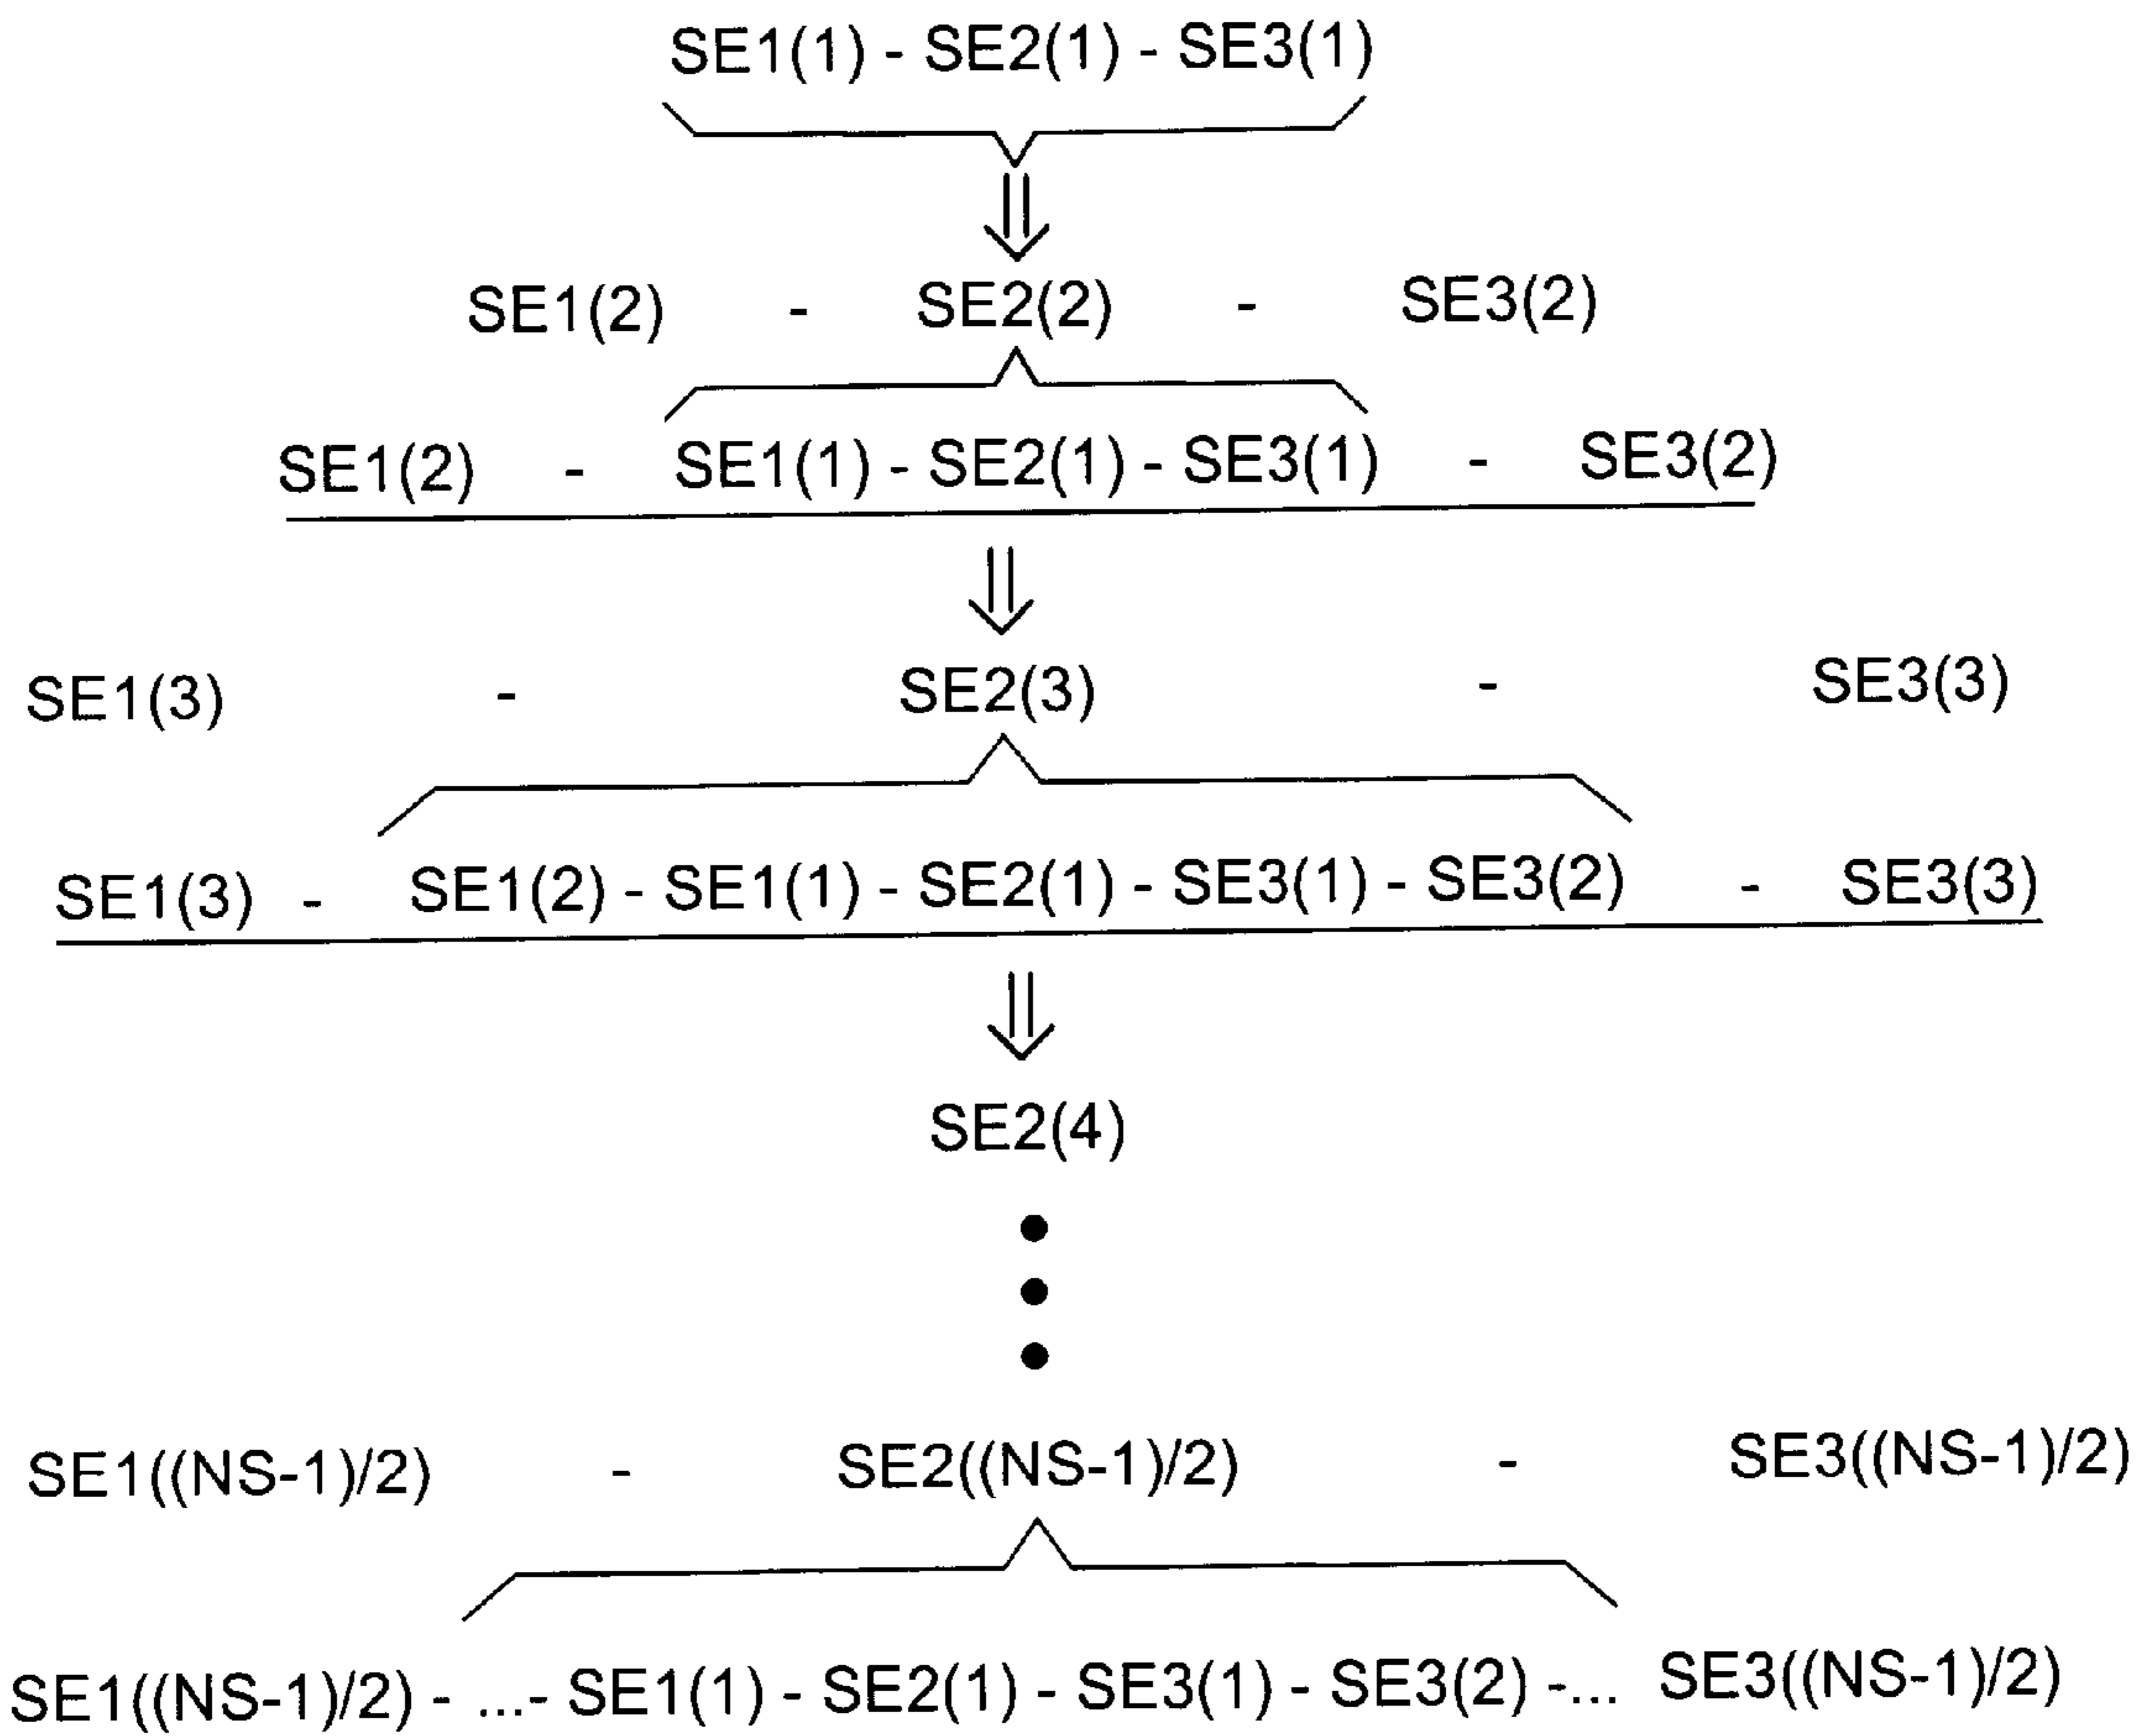 SE1(1) - SE2(1) - SE3(1)
SE1(2) - SE2(2) - SE3(2)
SE1(2) - SE1(1) - SE2(1) - SE3(1) - SE3(2)
SE1(3) - SE2(3) - SE3(3)
SE1(3) - SE1(2) - SE1(1) - SE2(1) - SE3(1) - SE3(2) - SE3(3)
SE2(4)
SE1((NS-1)/2) - SE2((NS-1)/2) - SE3((NS-1)/2)
SE1((NS-1)/2) - ...- SE1(1) - SE2(1) - SE3(1) - SE3(2) -... SE3((NS-1)/2)